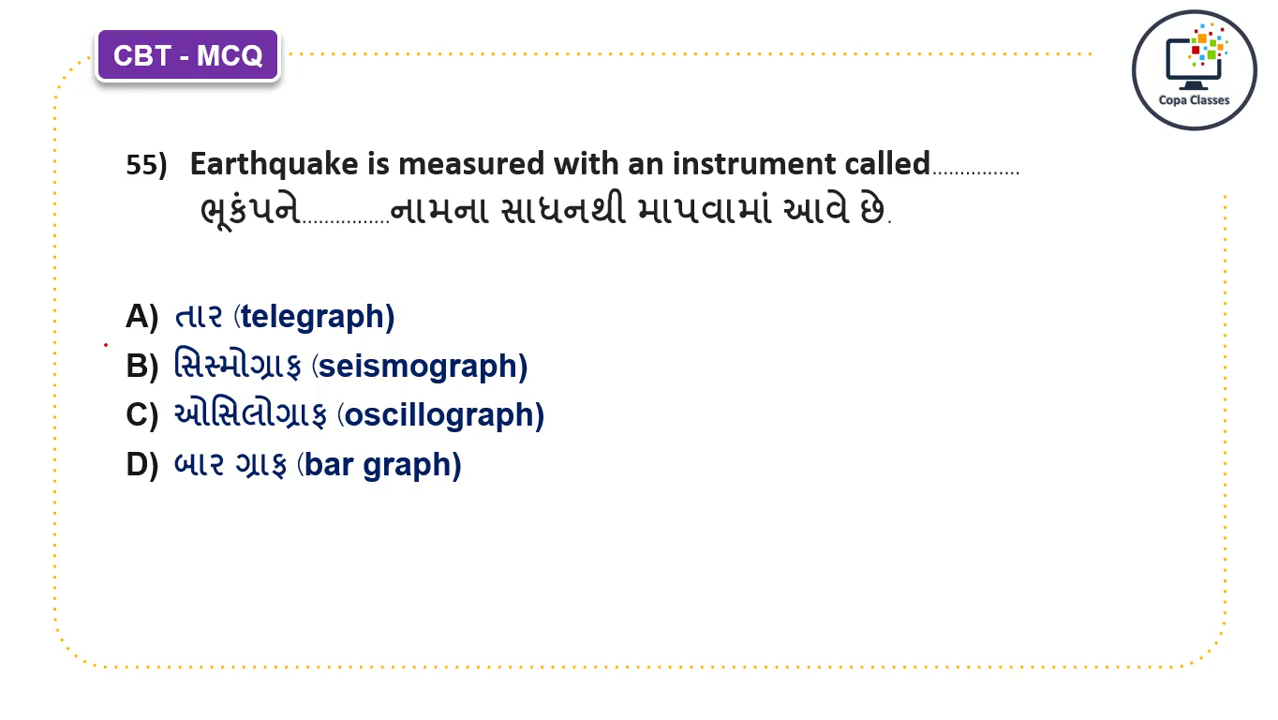 CBT - MCQ
Copa Classes
55) Earthquake is measured with an instrument called................
ભૂકંપને................નામના સાધનથી માપવામાં આવે છે.
A) તાર (telegraph)
B) સિસ્મોગ્રાફ (seismograph)
C) ઓસિલોગ્રાફ (oscillograph)
D) બાર ગ્રાફ (bar graph)